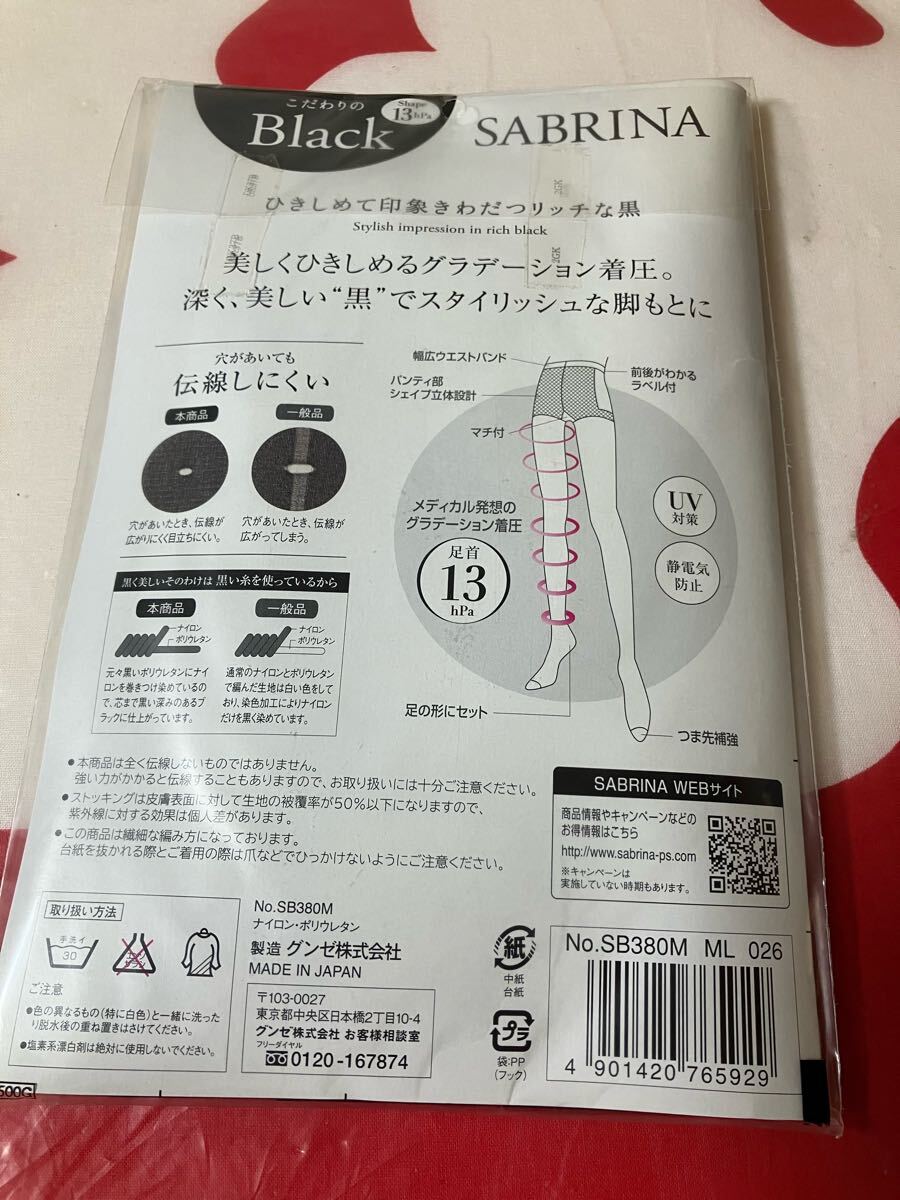 こだわりの
Black
Shape
13hPa
SABRINA
ひきしめて印象きわだつリッチな黒
Stylish impression in rich black
美しくひきしめるグラデーション着圧。
深く、美しい“黒”でスタイリッシュな脚もとに
穴があいても
伝線しにくい
本商品
一般品
穴があいたとき、伝線が
広がりにくく目立ちにくい。
穴があいたとき、伝線が
広がってしまう。
黒く美しいそのわけは 黒い糸を使っているから
本商品
ナイロン
ポリウレタン
元々黒いポリウレタンにナイ
ロンを巻きつけ染めているの
で、芯まで黒い深みのあるブ
ラックに仕上がっています。
一般品
ナイロン
ポリウレタン
通常のナイロンとポリウレタン
で編んだ生地は白い色をして
おり、染色加工によりナイロン
だけを黒く染めています。
幅広ウエストバンド
パンティ部
シェイプ立体設計
マチ付
前後がわかる
ラベル付
メディカル発想の
グラデーション着圧
足首
13
hPa
UV
対策
静電気
防止
足の形にセット
つま先補強
●本商品は全く伝線しないものではありません。
強い力がかかると伝線することもありますので、お取り扱いには十分ご注意ください。
●ストッキングは皮膚表面に対して生地の被覆率が50%以下になりますので、
紫外線に対する効果は個人差があります。
●この商品は繊細な編み方になっております。
台紙を抜かれる際とご着用の際は爪などでひっかけないようにご注意ください。
SABRINA WEBサイト
商品情報やキャンペーンなどの
お得情報はこちら
http://www.sabrina-ps.com
※キャンペーンは
実施していない時期もあります。
取り扱い方法
手洗イ
30
ご注意
●色の異なるもの(特に白色)と一緒に洗った
り脱水後の重ね置きはさけてください。
●塩素系漂白剤は絶対に使用しないでください。
No.SB380M
ナイロン・ポリウレタン
製造 グンゼ株式会社
MADE IN JAPAN
〒103-0027
東京都中央区日本橋2丁目10-4
グンゼ株式会社 お客様相談室
フリーダイヤル
0120-167874
紙
中紙
台紙
プラ
袋:PP
(フック)
No.SB380M ML 026
4 901420 765929
500G